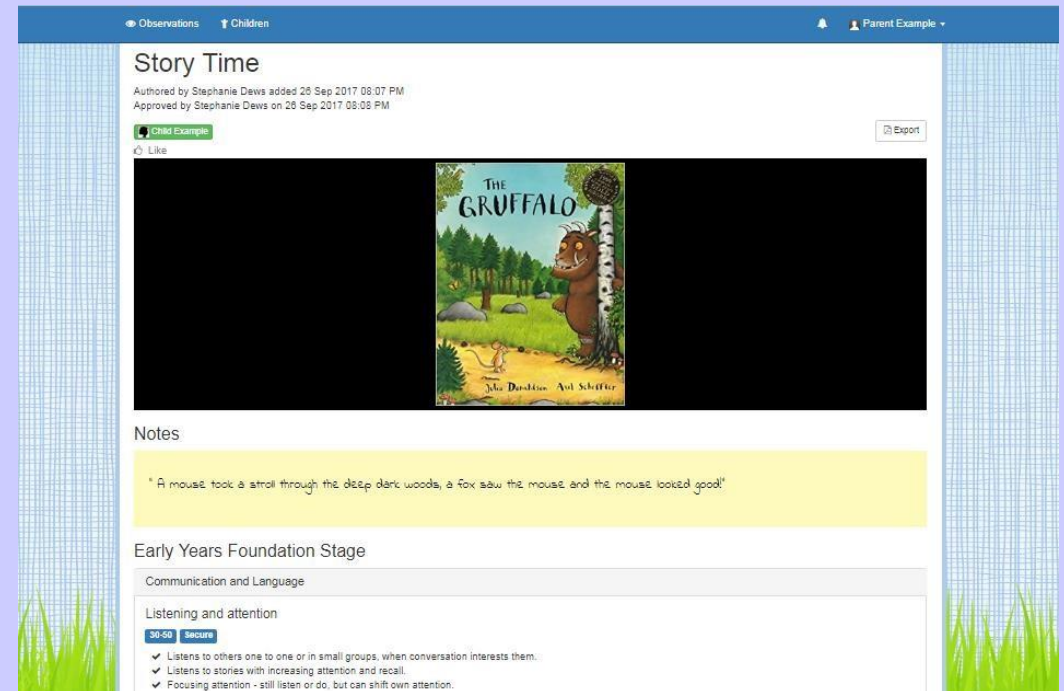 Observations Children Parent Example
Story Time
Authored by Stephanie Dews added 26 Sep 2017 08:07 PM
Approved by Stephanie Dews on 26 Sep 2017 08:08 PM
Child Example Export
Like
THE
GRUFFALO
Julia Donaldson Axel Scheffler
Notes
" A mouse took a stroll through the deep dark woods, a fox saw the mouse and the mouse looked good!"
Early Years Foundation Stage
Communication and Language
Listening and attention
30-50 Secure
Listens to others one to one or in small groups, when conversation interests them.
Listens to stories with increasing attention and recall.
Focusing attention - still listen or do, but can shift own attention.